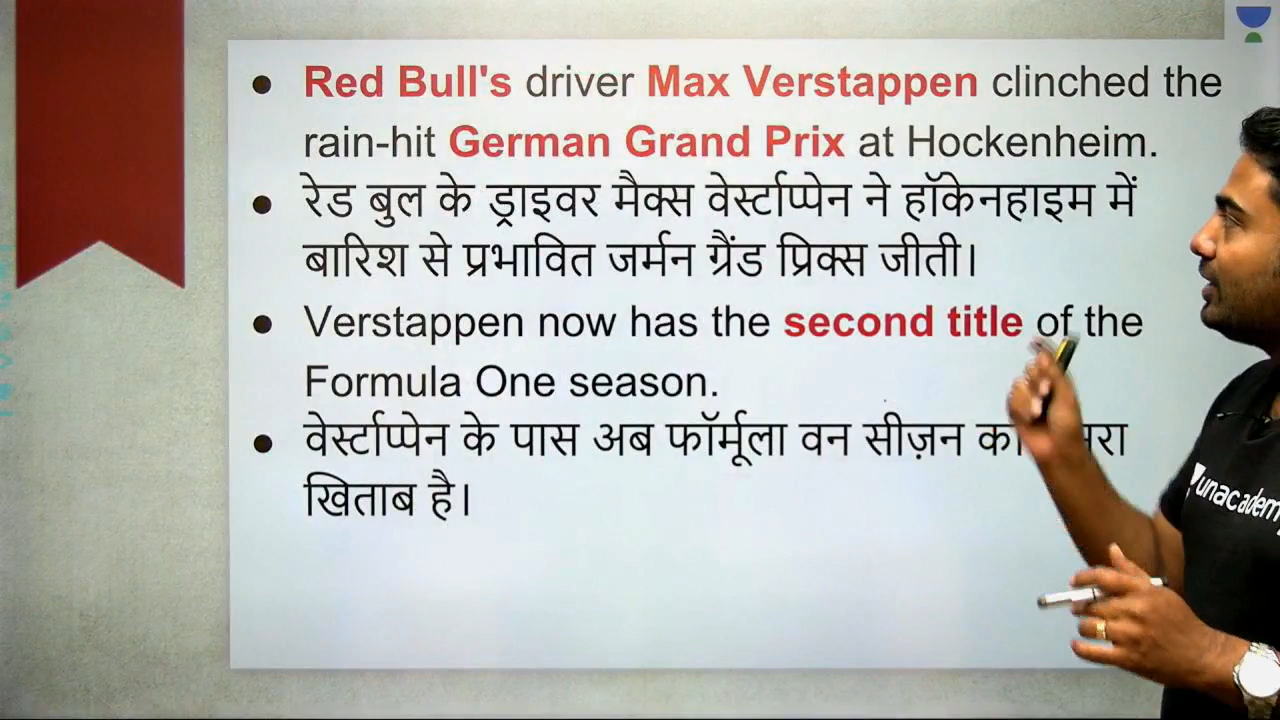 Red Bull's driver Max Verstappen clinched the
rain-hit German Grand Prix at Hockenheim.
रेड बुल के ड्राइवर मैक्स वेर्स्टाप्पेन ने हॉकेनहाइम में
बारिश से प्रभावित जर्मन ग्रैंड प्रिक्स जीती।
Verstappen now has the second title of the
Formula One season.
वेर्स्टाप्पेन के पास अब फॉर्मूला वन सीज़न का
खिताब है।
unacademy